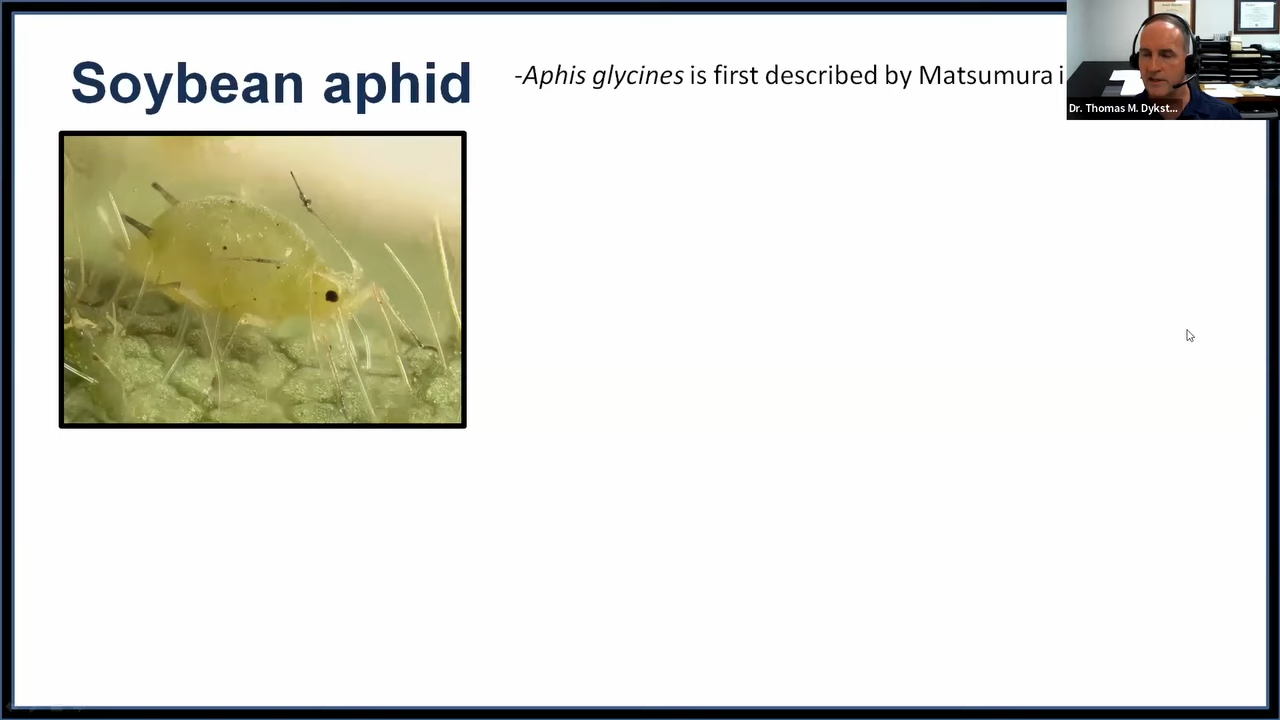 Soybean aphid
-Aphis glycines is first described by Matsumura i
Dr. Thomas M. Dykst...